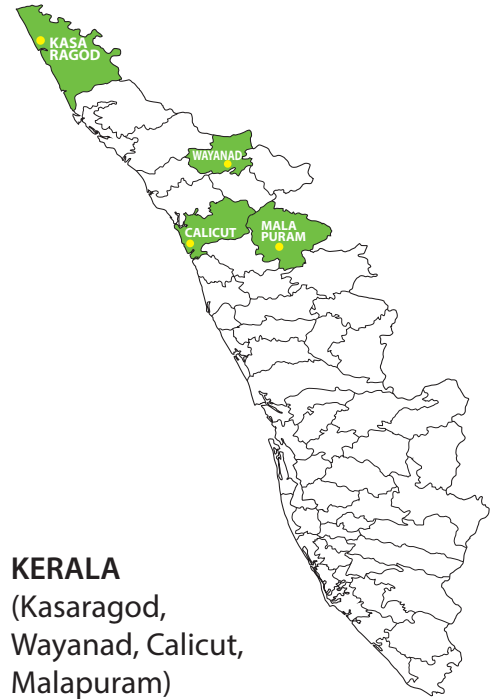 KASA
RAGOD
WAYANAD
CALICUT
MALA
PURAM
KERALA
(Kasaragod,
Wayanad, Calicut,
Malapuram)